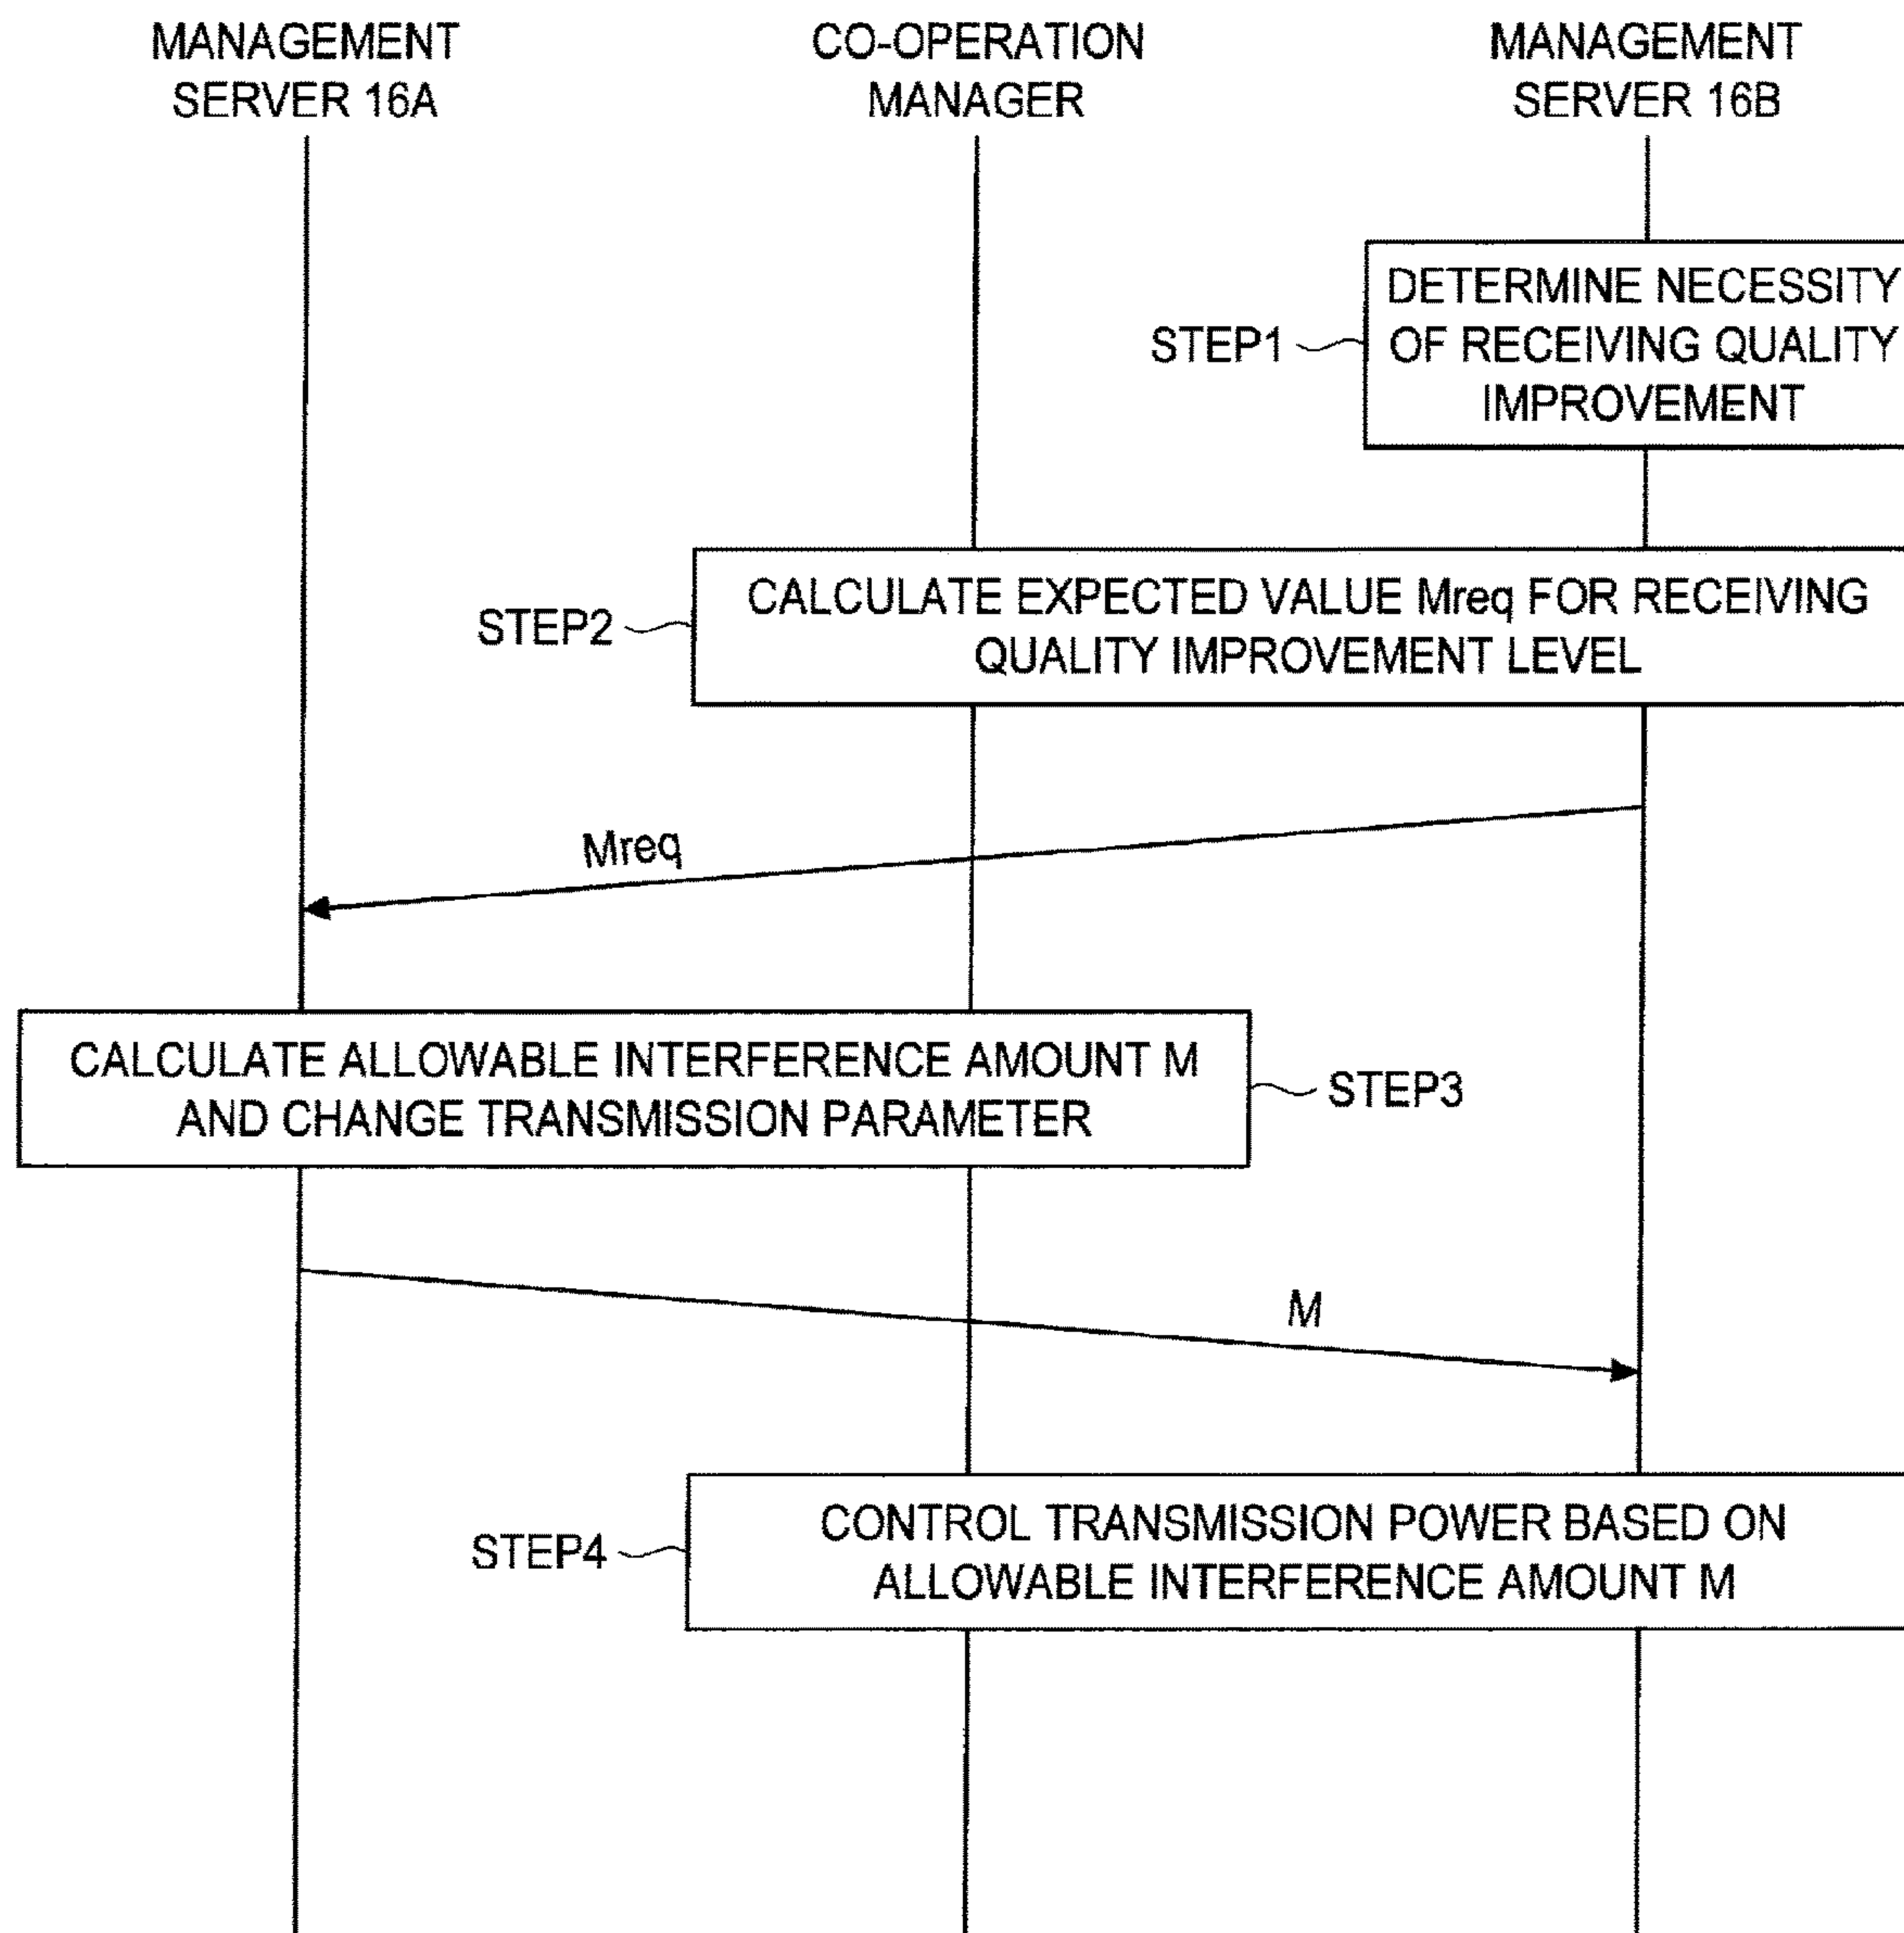 MANAGEMENT
SERVER 16A
CO-OPERATION
MANAGER
MANAGEMENT
SERVER 16B
STEP1
DETERMINE NECESSITY
OF RECEIVING QUALITY
IMPROVEMENT
STEP2
CALCULATE EXPECTED VALUE Mreq FOR RECEIVING
QUALITY IMPROVEMENT LEVEL
Mreq
CALCULATE ALLOWABLE INTERFERENCE AMOUNT M
AND CHANGE TRANSMISSION PARAMETER
STEP3
M
STEP4
CONTROL TRANSMISSION POWER BASED ON
ALLOWABLE INTERFERENCE AMOUNT M